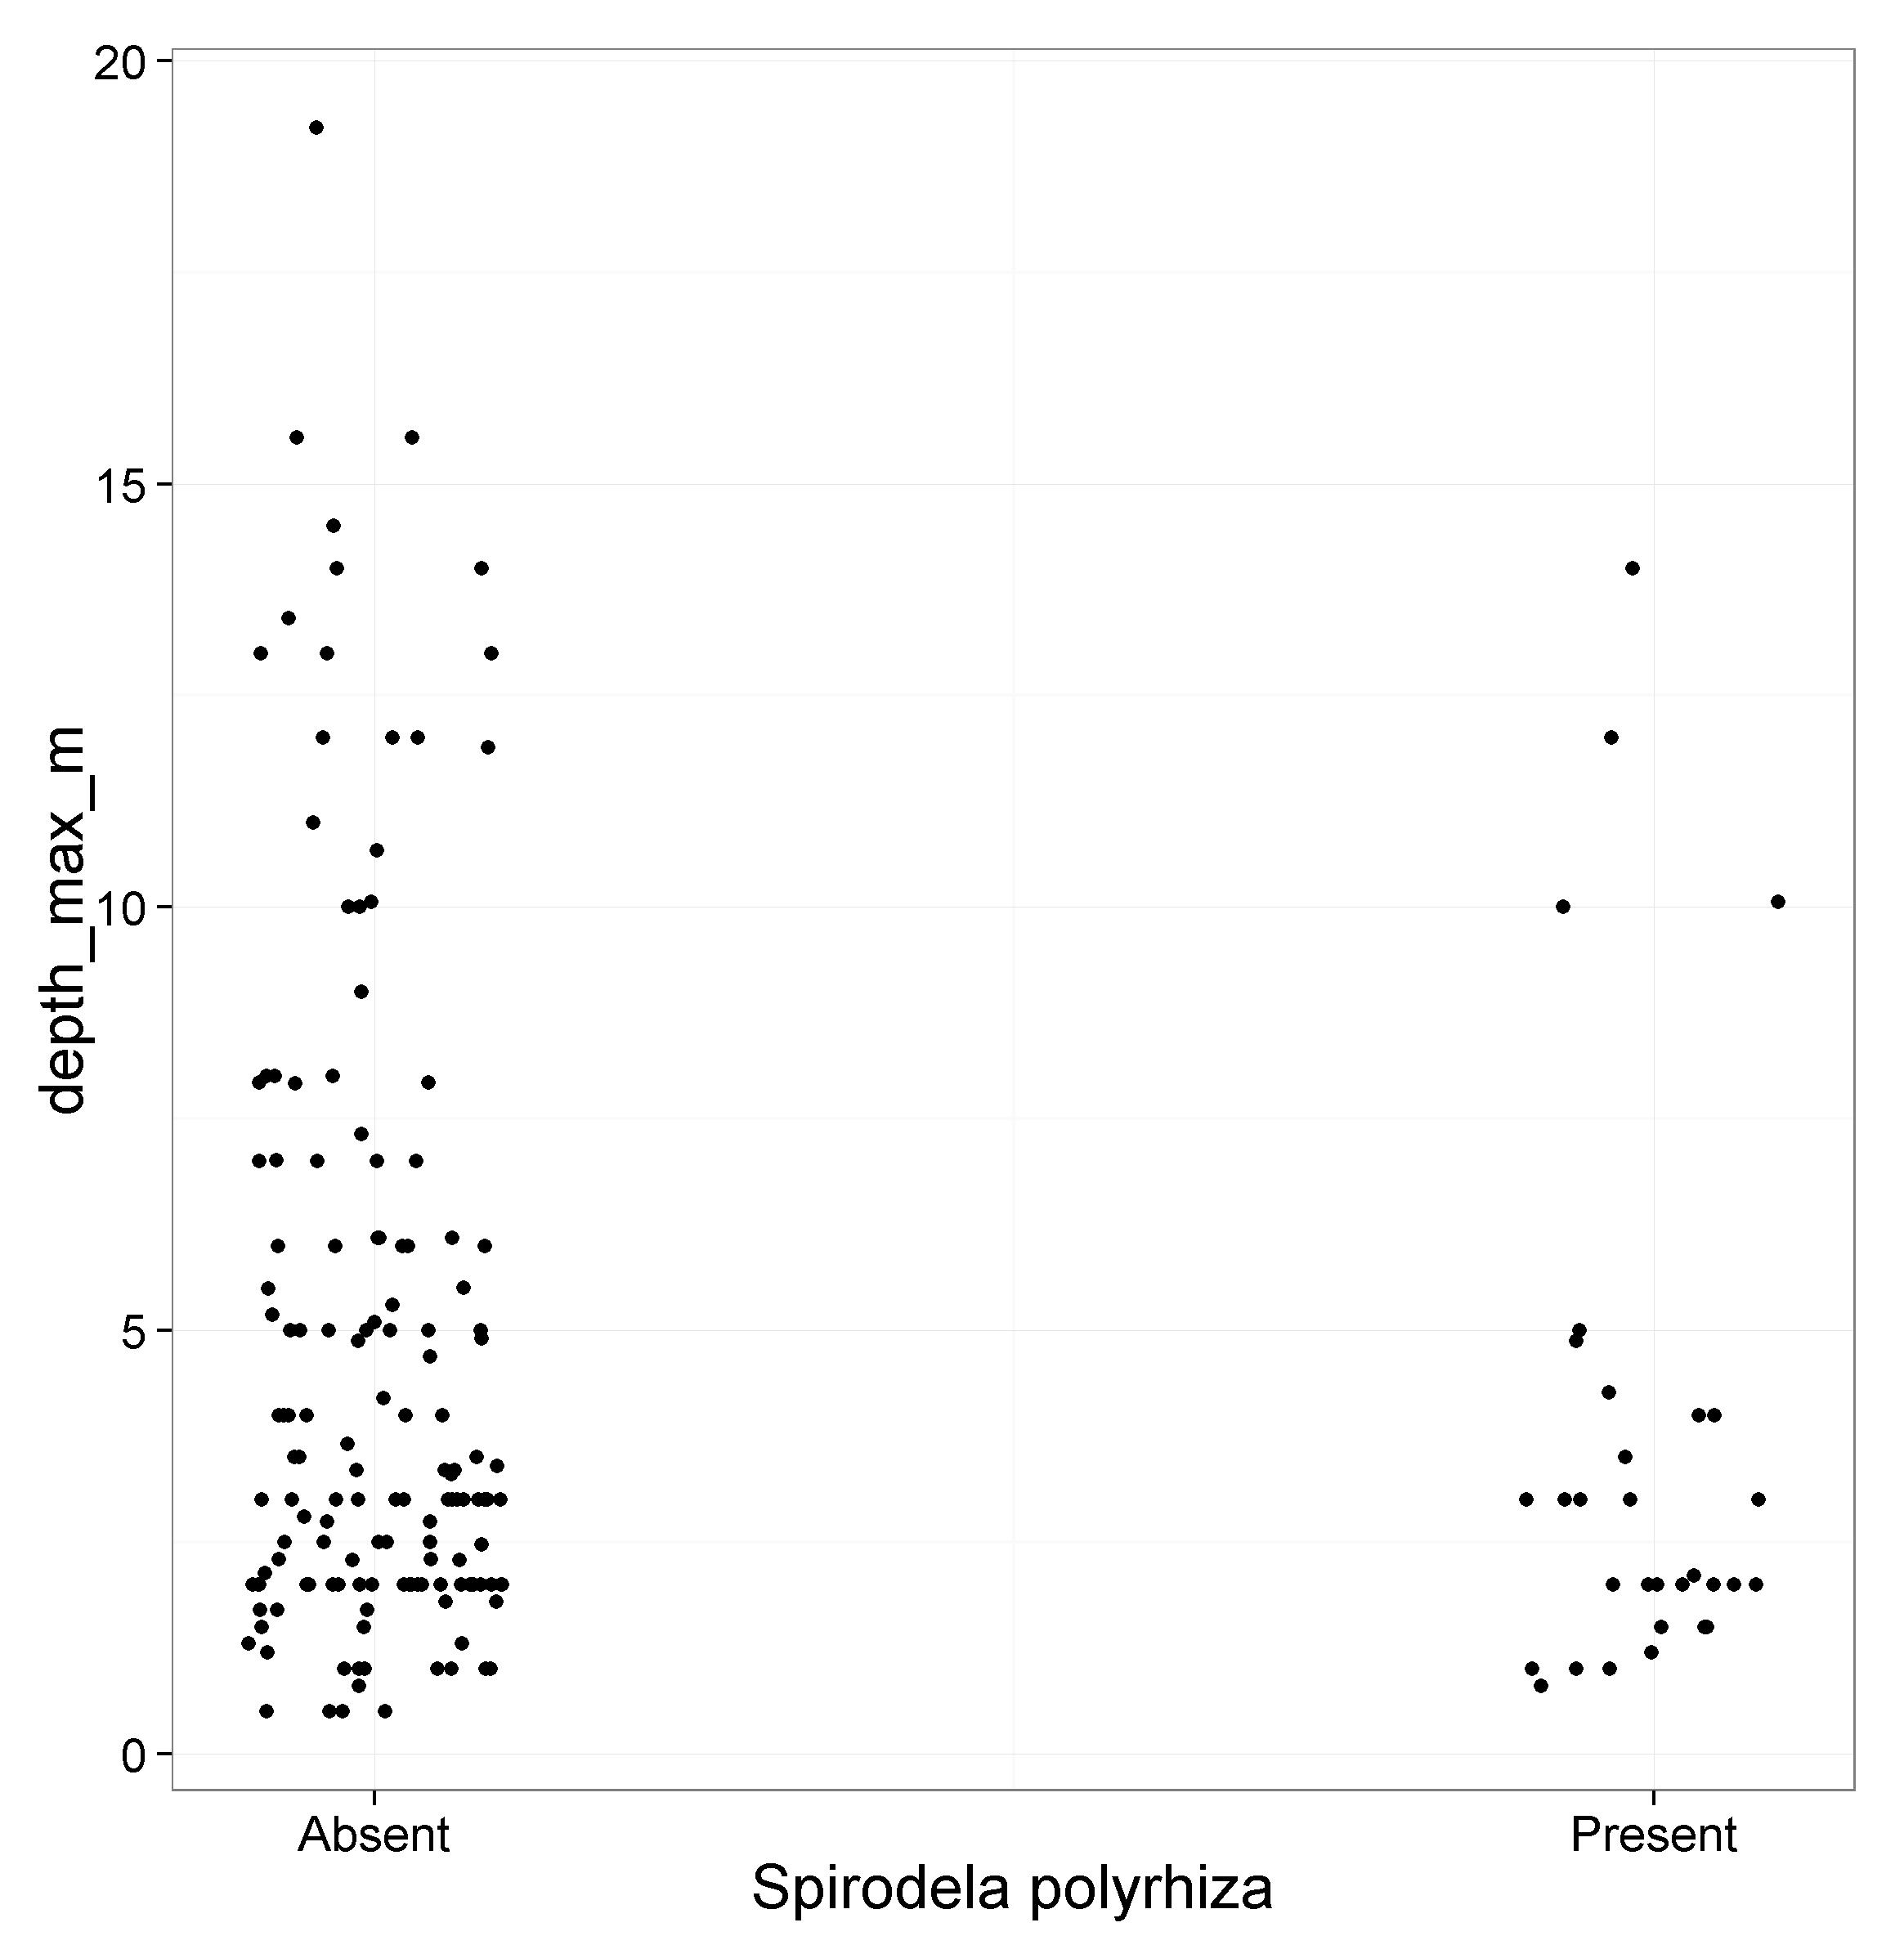 20
15
10
5
0
depth_max_m
Absent
Present
Spirodela polyrhiza